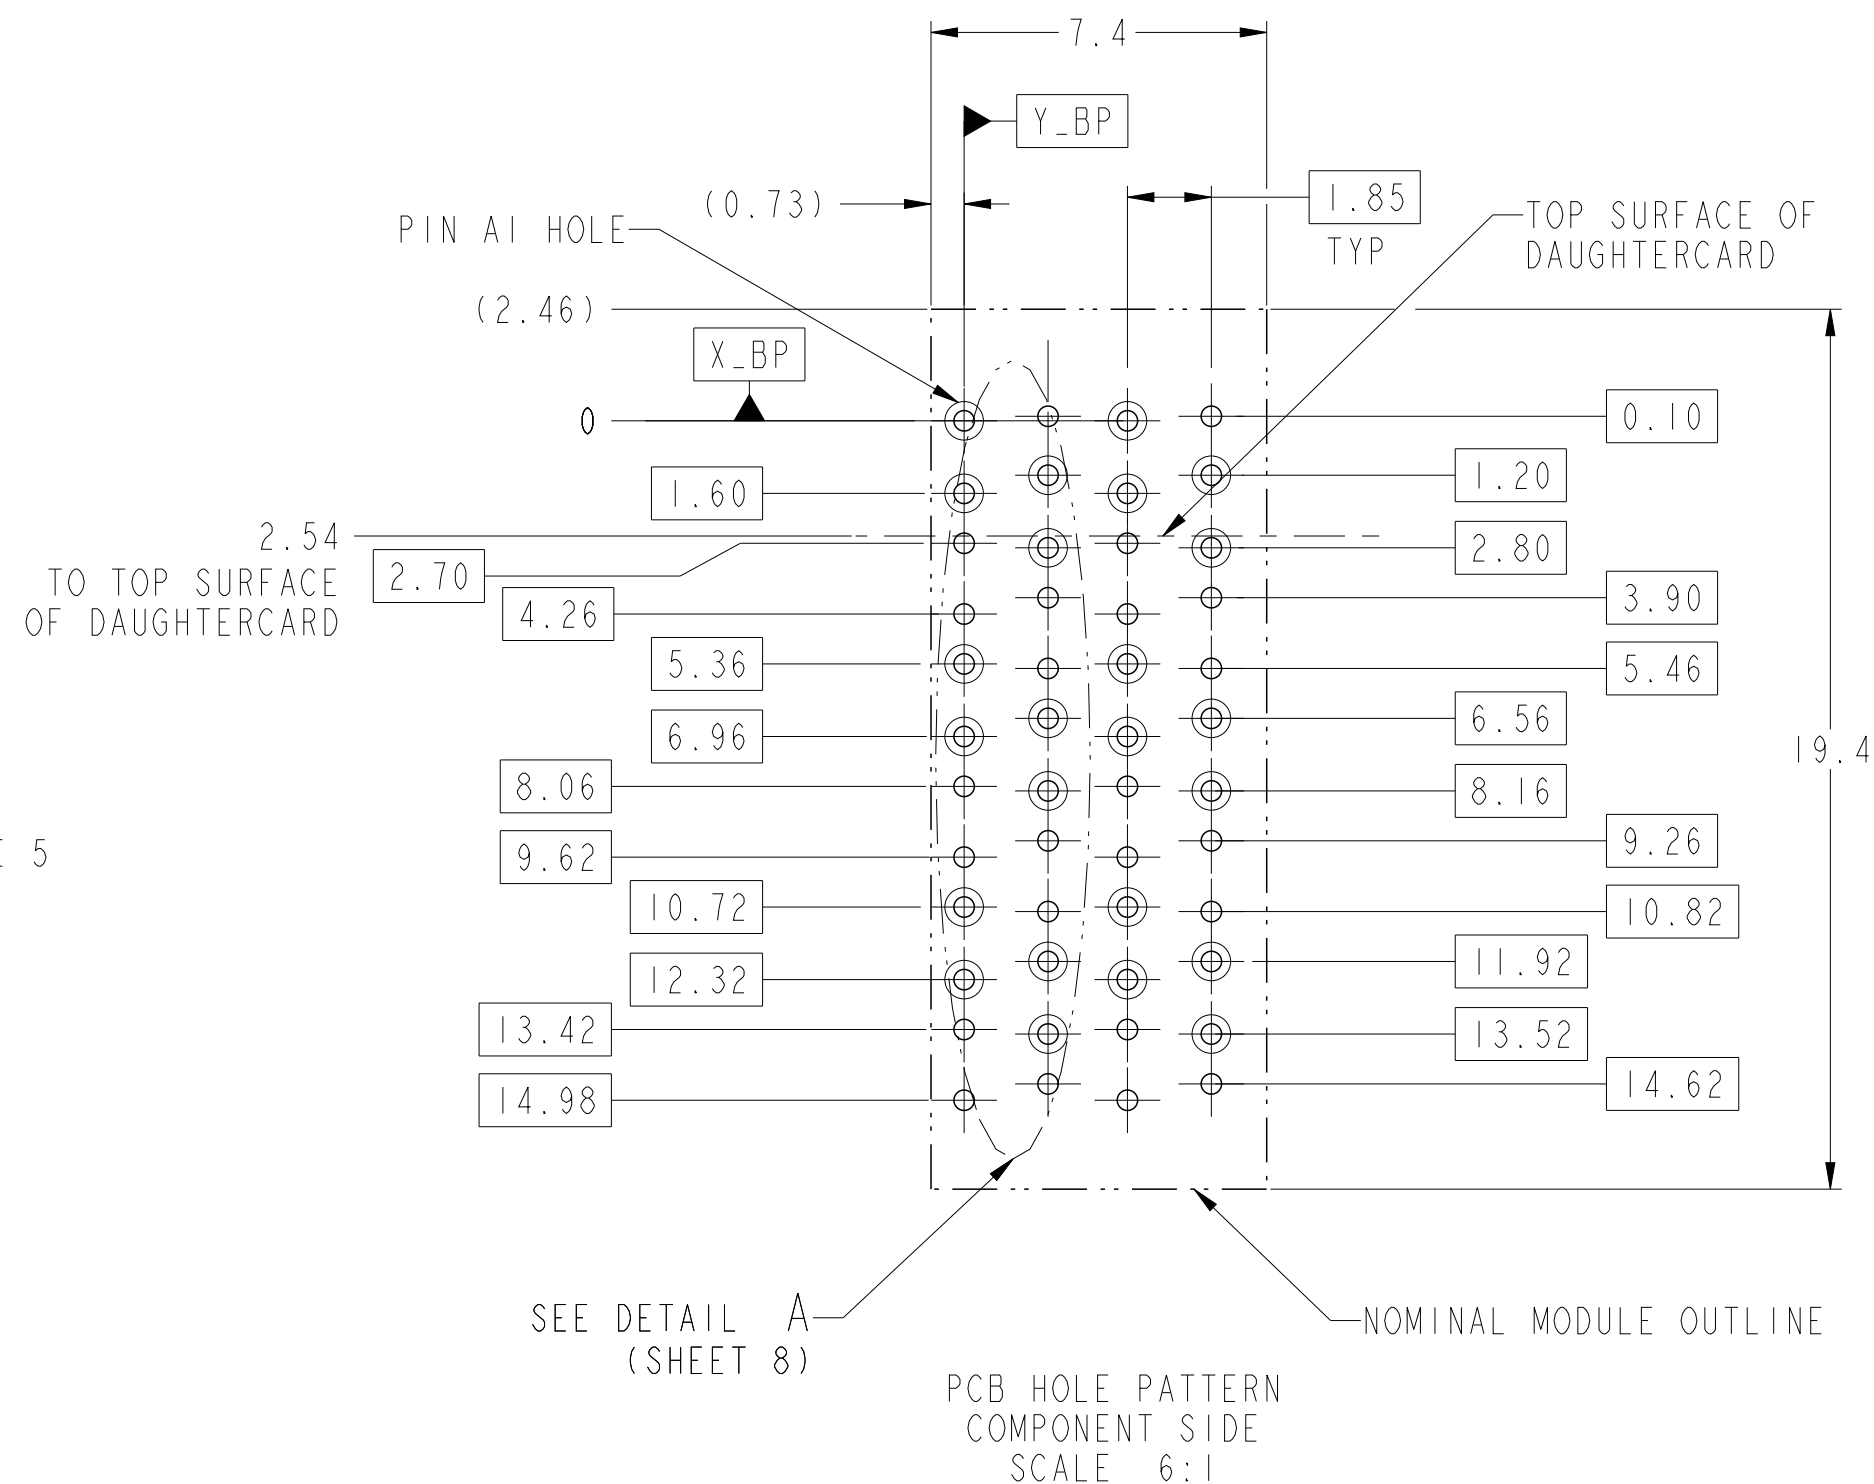 7.4
Y_BP
(0.73)
1.85
TYP
PIN A1 HOLE
TOP SURFACE OF
DAUGHTERCARD
(2.46)
X_BP
0
0.10
1.60
1.20
2.54
TO TOP SURFACE
OF DAUGHTERCARD
2.70
2.80
4.26
3.90
5.36
5.46
6.96
6.56
19.4
8.06
8.16
9.62
9.26
5
10.72
10.82
12.32
11.92
13.42
13.52
14.98
14.62
SEE DETAIL A
(SHEET 8)
NOMINAL MODULE OUTLINE
PCB HOLE PATTERN
COMPONENT SIDE
SCALE 6:1